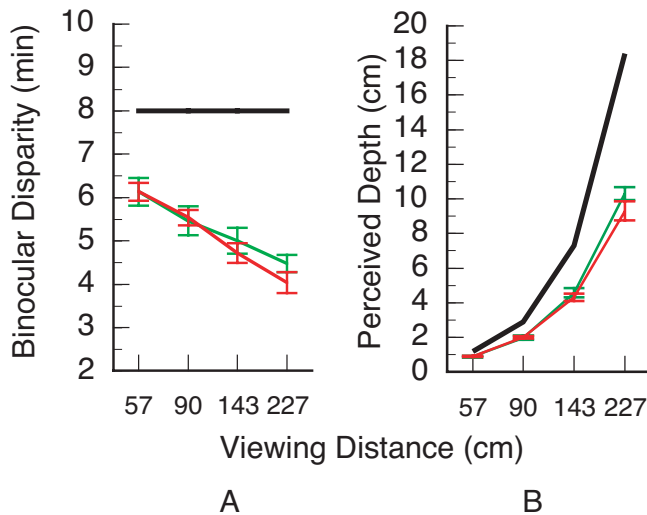 Binocular Disparity (min)
10
9
8
7
6
5
4
3
2
57 90 143 227
Perceived Depth (cm)
20
18
16
14
12
10
8
6
4
2
0
57 90 143 227
Viewing Distance (cm)
A
B